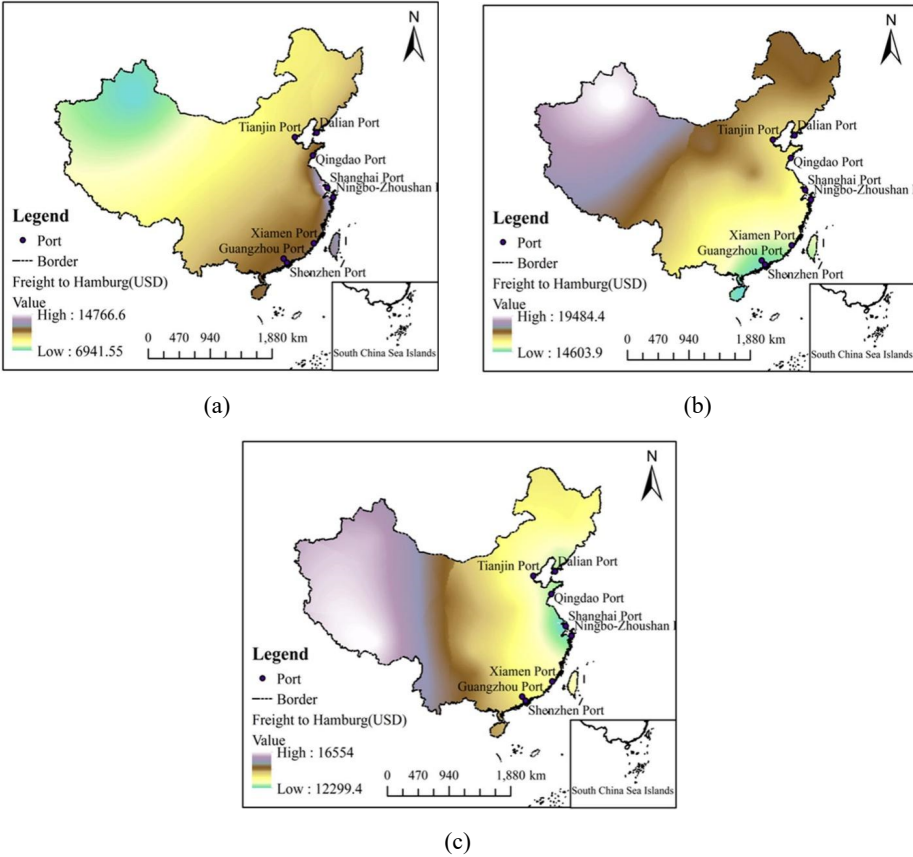 N
Tianjin Port
Dalian Port
Qingdao Port
Shanghai Port
Ningbo-Zhoushan
Xiamen Port
Guangzhou Port
Shenzhen Port
Legend
Port
Border
Freight to Hamburg(USD)
Value
High : 14766.6
Low : 6941.55
0 470 940 1,880 km
South China Sea Islands
(a)
N
Tianjin Port
Dalian Port
Qingdao Port
Shanghai Port
Ningbo-Zhoushan
Xiamen Port
Guangzhou Port
Shenzhen Port
Legend
Port
Border
Freight to Hamburg(USD)
Value
High : 19484.4
Low : 14603.9
0 470 940 1,880 km
South China Sea Islands
(b)
N
Tianjin Port
Dalian Port
Qingdao Port
Shanghai Port
Ningbo-Zhoushan
Xiamen Port
Guangzhou Port
Shenzhen Port
Legend
Port
Border
Freight to Hamburg(USD)
Value
High : 16554
Low : 12299.4
0 470 940 1,880 km
South China Sea Islands
(c)